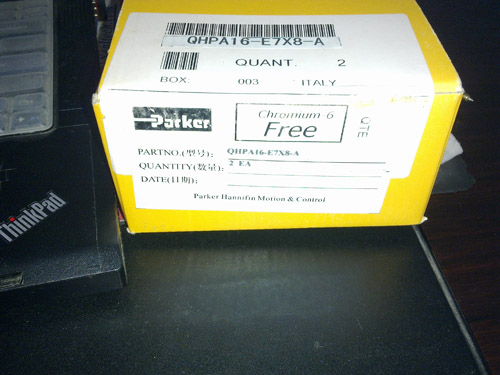 QHPA16-E7X8-A
QUANT. 2
BOX: 003 ITALY
Parker
Chromium 6
Free
QTE
PARTNO.(型号): QHPA16-E7X8-A
QUANTITY(数量): 2 EA
DATE(日期):
Parker Hannifin Motion & Control
ThinkPad